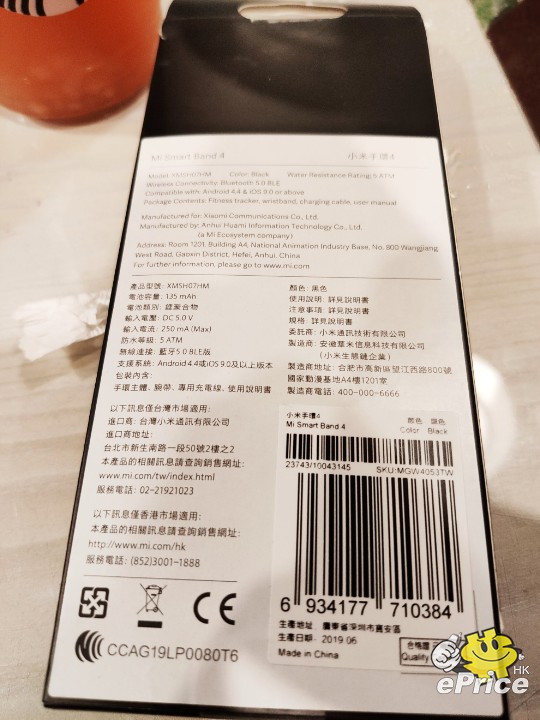 Mi Smart Band 4 小米手環4
Model: XMSH07HM Color: Black Water Resistance Rating: 5 ATM
Wireless Connectivity: Bluetooth 5.0 BLE
Compatible with: Android 4.4 & iOS 9.0 or above
Package Contents: Fitness tracker, wristband, charging cable, user manual
Manufactured for: Xiaomi Communications Co., Ltd.
Manufactured by: Anhui Huami Information Technology Co., Ltd.
(a Mi Ecosystem company)
Address: Room 1201, Building A4, National Animation Industry Base, No. 800 Wangjiang
West Road, Gaoxin District, Hefei, Anhui, China
For further information, please go to www.mi.com
產品型號: XMSH07HM
電池容量: 135 mAh
電池類別: 鋰聚合物
輸入電壓: DC 5.0 V
輸入電流: 250 mA (Max)
防水等級: 5 ATM
無線連接: 藍牙5.0 BLE版
支援系統: Android 4.4或iOS 9.0及以上版本
包裝內含:
手環主體、腕帶、專用充電線、使用說明書
顏色: 黑色
使用說明: 詳見說明書
注意事項: 詳見說明書
規格: 詳見說明書
委託商: 小米通訊技術有限公司
製造商: 安徽華米信息科技有限公司
(小米生態鏈企業)
製造商地址: 合肥市高新區望江西路800號
國家動漫基地A4樓1201室
製造商電話: 400-006-6666
以下訊息僅台灣市場適用:
進口商: 台灣小米通訊有限公司
進口商地址:
台北市新生南路一段50號2樓之2
本產品的相關訊息請查詢銷售網站:
www.mi.com/tw/index.html
服務電話: 02-21921023
以下訊息僅香港市場適用:
本產品的相關訊息請查詢銷售網站:
http://www.mi.com/hk
服務電話: (852)3001-1888
CE
CCAG19LP0080T6
小米手環4
Mi Smart Band 4
顏色 黑色
Color Black
23743/10043145 SKU:MGW4053TW
6 934177 710384
生產地址: 廣東省深圳市寶安區
生產日期: 2019.06
Made in China
合格證
Quality
HK
ePrice